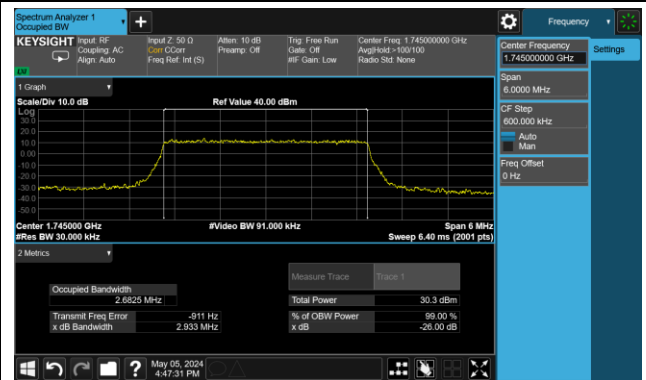 Spectrum Analyzer 1
Occupied BW
Frequency
KEYSIGHT
Input: RF
Coupling: AC
Align: Auto
Input Z: 50 Ω
Corr CCorr
Freq Ref: Int (S)
Atten: 10 dB
Preamp: Off
Trig: Free Run
Gate: Off
#IF Gain: Low
Center Freq: 1.745000000 GHz
Avg|Hold:>100/100
Radio Std: None
Center Frequency
1.745000000 GHz
Settings
Span
6.0000 MHz
CF Step
600.000 kHz
Auto
Man
Freq Offset
0 Hz
1 Graph
Scale/Div 10.0 dB
Ref Value 40.00 dBm
Log
30.0
20.0
10.0
0.00
-10.0
-20.0
-30.0
-40.0
-50.0
Center 1.745000 GHz
#Video BW 91.000 kHz
Span 6 MHz
#Res BW 30.000 kHz
Sweep 6.40 ms (2001 pts)
2 Metrics
Measure Trace
Trace 1
Occupied Bandwidth
2.6825 MHz
Total Power
30.3 dBm
Transmit Freq Error
-911 Hz
% of OBW Power
99.00 %
x dB Bandwidth
2.933 MHz
x dB
-26.00 dB
May 05, 2024
4:47:31 PM